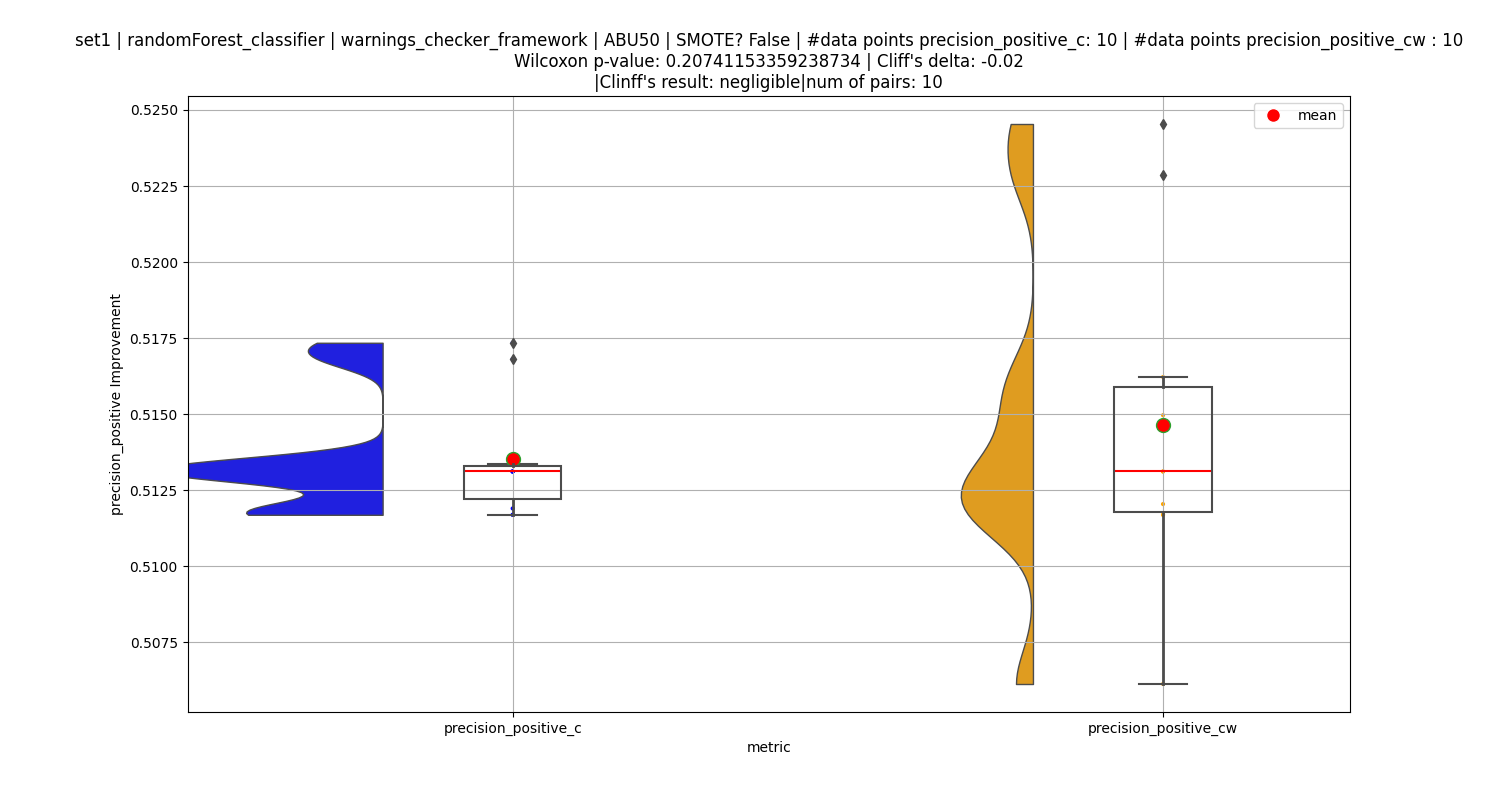 set1 | randomForest_classifier | warnings_checker_framework | ABU50 | SMOTE? False | #data points precision_positive_c: 10 | #data points precision_positive_cw : 10
Wilcoxon p-value: 0.20741153359238734 | Cliff's delta: -0.02
|Clinff's result: negligible|num of pairs: 10
mean
0.5250
0.5225
0.5200
0.5175
0.5150
0.5125
0.5100
0.5075
precision_positive Improvement
precision_positive_c
precision_positive_cw
metric